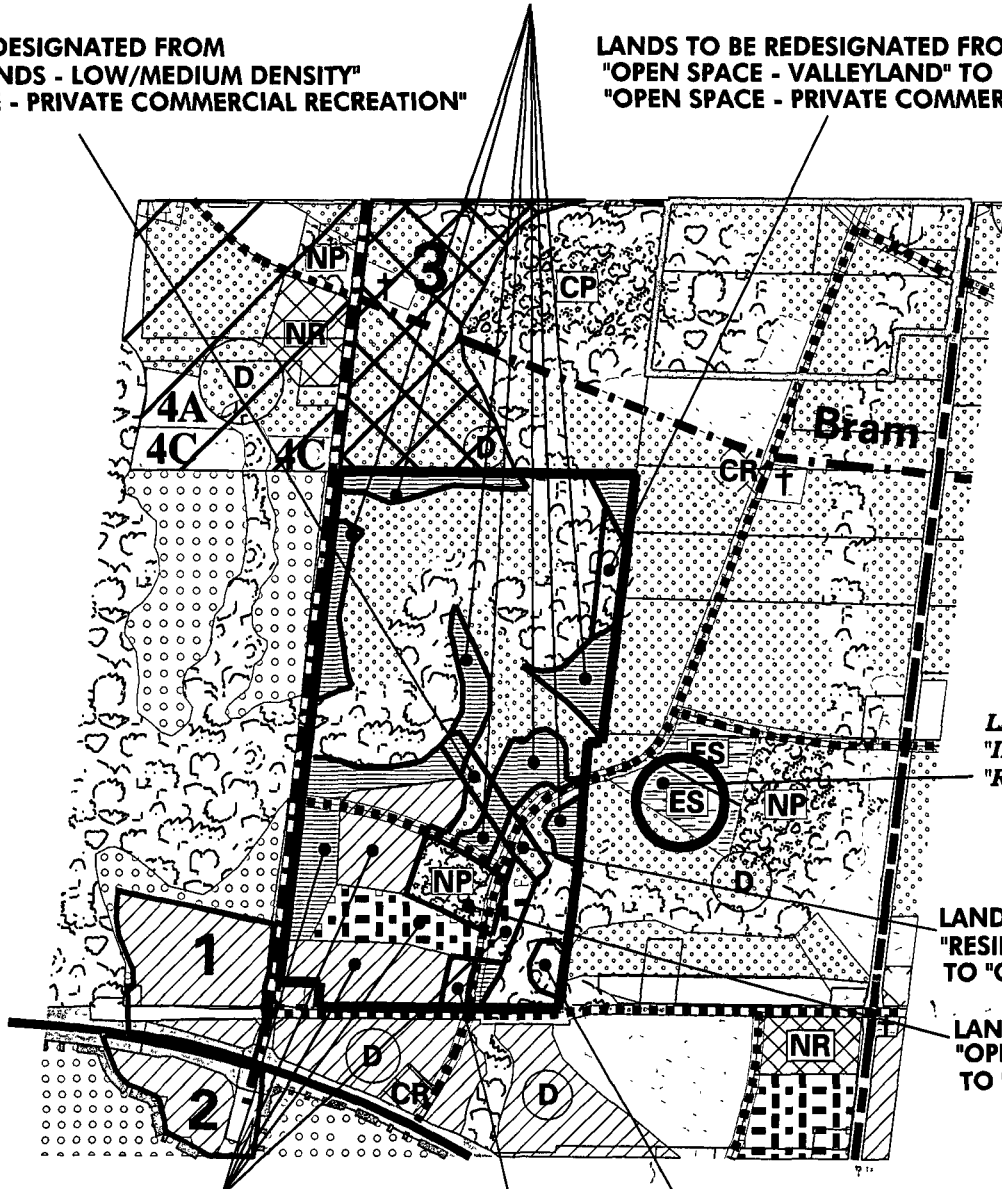 DESIGNATED FROM
NDS - LOW/MEDIUM DENSITY"
- PRIVATE COMMERCIAL RECREATION"
LANDS TO BE REDESIGNATED FRO
"OPEN SPACE - VALLEYLAND" TO
"OPEN SPACE - PRIVATE COMMER
NP
3
CP
NR
D
4A
Bram
4C
4C
D
CR
L
"I
"R
ES
ES
NP
NP
D
LAND
"RESI
TO "
1
LAN
"OPI
TO "
D
NR
2
CR
D